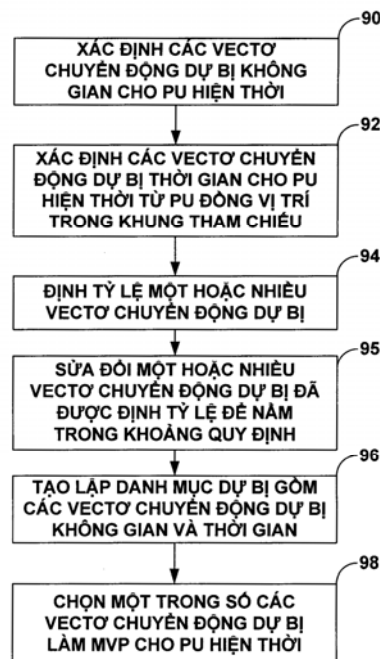 90
XÁC ĐỊNH CÁC VECTƠ
CHUYỂN ĐỘNG DỰ BỊ KHÔNG
GIAN CHO PU HIỆN THỜI
92
XÁC ĐỊNH CÁC VECTƠ CHUYỂN
ĐỘNG DỰ BỊ THỜI GIAN CHO PU
HIỆN THỜI TỪ PU ĐỒNG VỊ TRÍ
TRONG KHUNG THAM CHIẾU
94
ĐỊNH TỶ LỆ MỘT HOẶC NHIỀU
VECTƠ CHUYỂN ĐỘNG DỰ BỊ
95
SỬA ĐỔI MỘT HOẶC NHIỀU
VECTƠ CHUYỂN ĐỘNG DỰ BỊ ĐÃ
ĐƯỢC ĐỊNH TỶ LỆ ĐỂ NẰM
TRONG KHOẢNG QUY ĐỊNH
96
TẠO LẬP DANH MỤC DỰ BỊ GỒM
CÁC VECTƠ CHUYỂN ĐỘNG DỰ BỊ
KHÔNG GIAN VÀ THỜI GIAN
98
CHỌN MỘT TRONG SỐ CÁC
VECTƠ CHUYỂN ĐỘNG DỰ BỊ
LÀM MVP CHO PU HIỆN THỜI